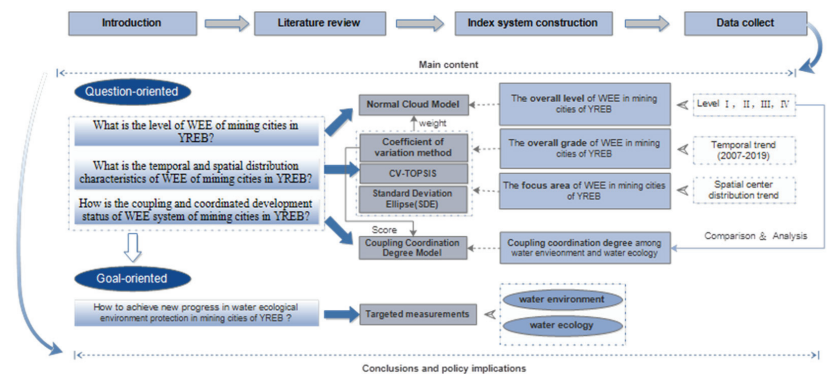 Introduction
Literature review
Index system construction
Data collect
Main content
Question-oriented
What is the level of WEE of mining cities in
YREB?
What is the temporal and spatial distribution
characteristics of WEE of mining cities in YREB?
How is the coupling and coordinated development
status of WEE system of mining cities in YREB?
Normal Cloud Model
weight
Coefficient of
variation method
CV-TOPSIS
Standard Deviation
Ellipse(SDE)
Score
Coupling Coordination
Degree Model
The overall level of WEE in mining
cities of YREB
The overall grade of WEE in mining
cities of YREB
The focus area of WEE in mining cities
of YREB
Coupling coordination degree among
water envieonment and water ecology
Level Ⅰ, Ⅱ, Ⅲ, Ⅳ
Temporal trend
(2007-2019)
Spatial center
distribution trend
Comparison & Analysis
Goal-oriented
How to achieve new progress in water ecological
environment protection in mining cities of YREB ?
Targeted measurements
water environment
water ecology
Conclusions and policy implications